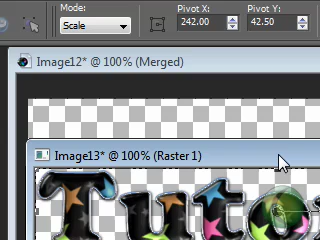 Mode:
Pivot X:
Pivot Y:
Scale
242.00
42.50
Image12* @ 100% (Merged)
Image13* @ 100% (Raster 1)
Tuto